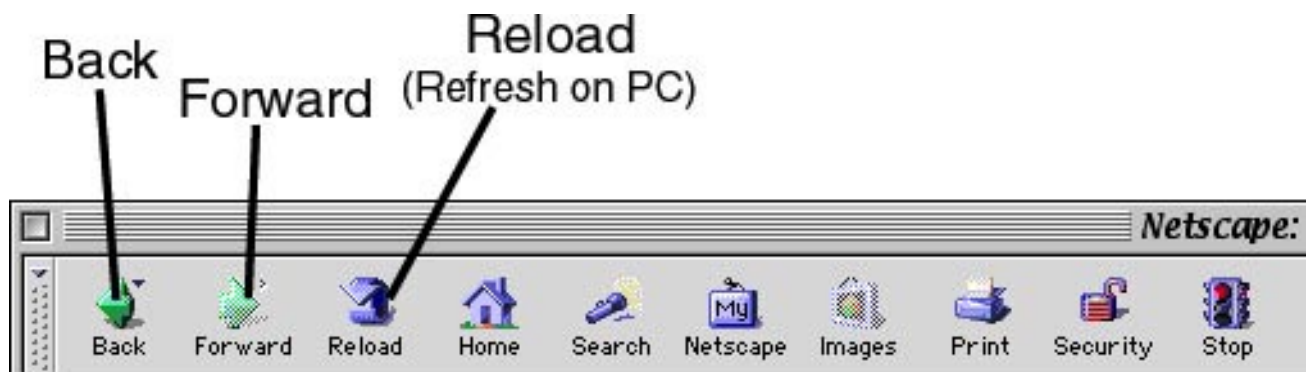 Reload
Back
(Refresh on PC)
Forward
Netscape:
My
Back Forward Reload Home Search Netscape Images Print Security Stop